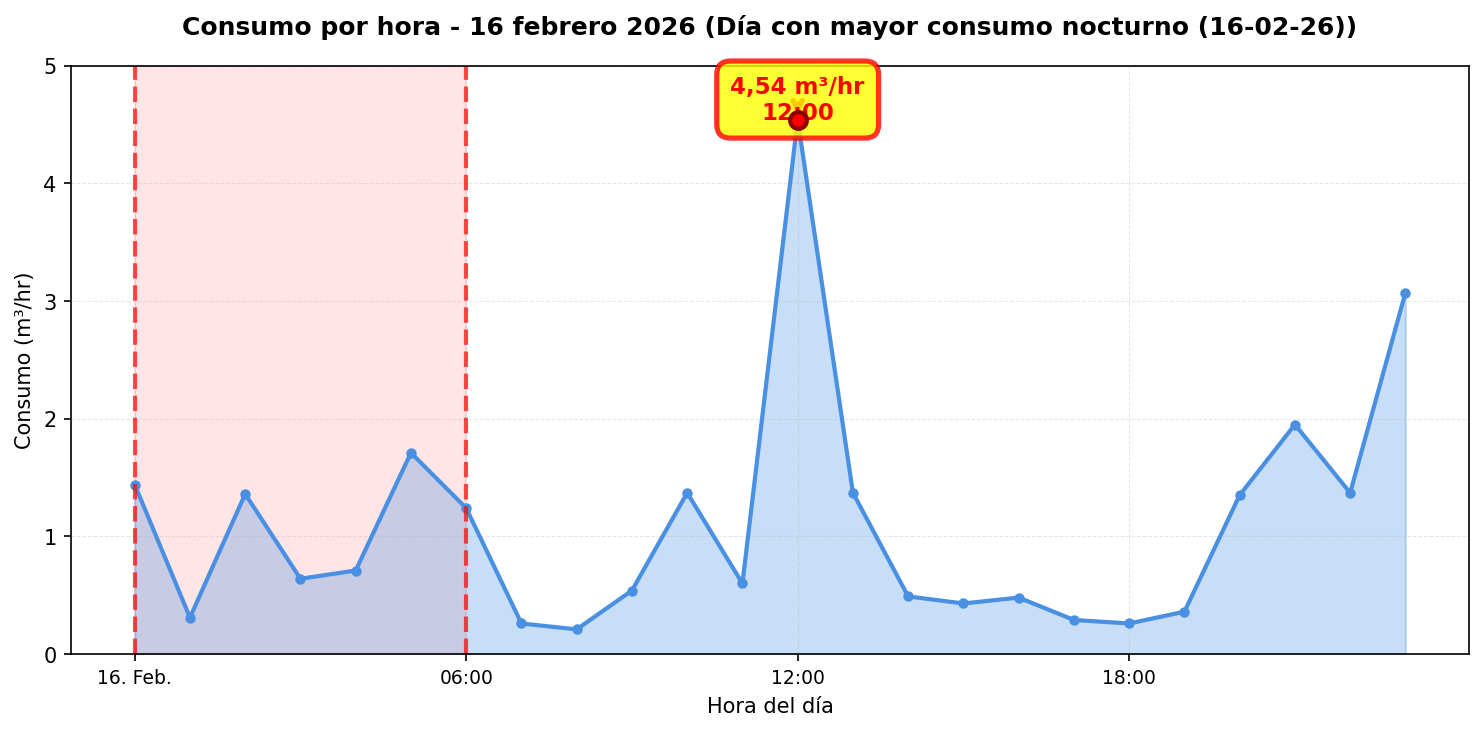 Consumo por hora - 16 febrero 2026 (Día con mayor consumo nocturno (16-02-26))
4,54 m³/hr
12:00
Consumo (m³/hr)
5
4
3
2
1
0
16. Feb.
06:00
12:00
18:00
Hora del día